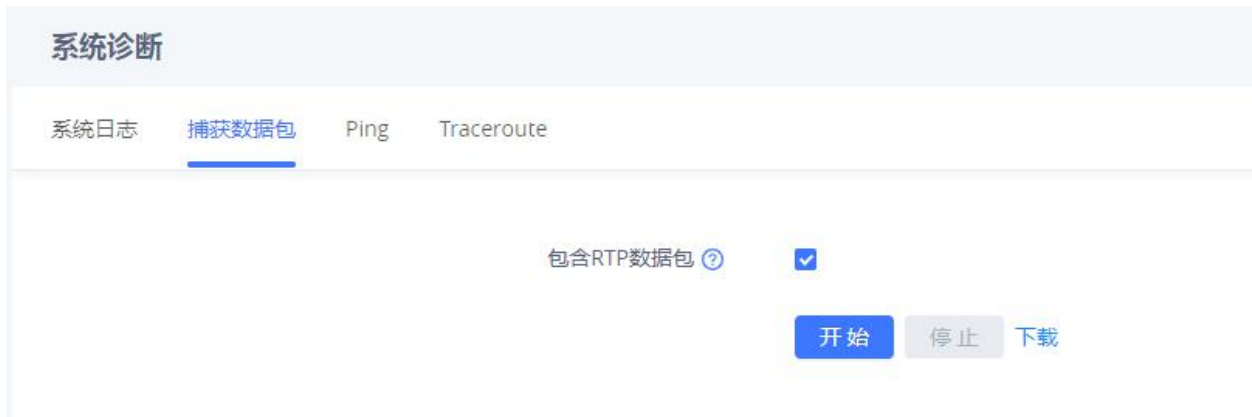 系统诊断
系统日志 捕获数据包 Ping Traceroute
包含RTP数据包 ?
开始 停止 下载